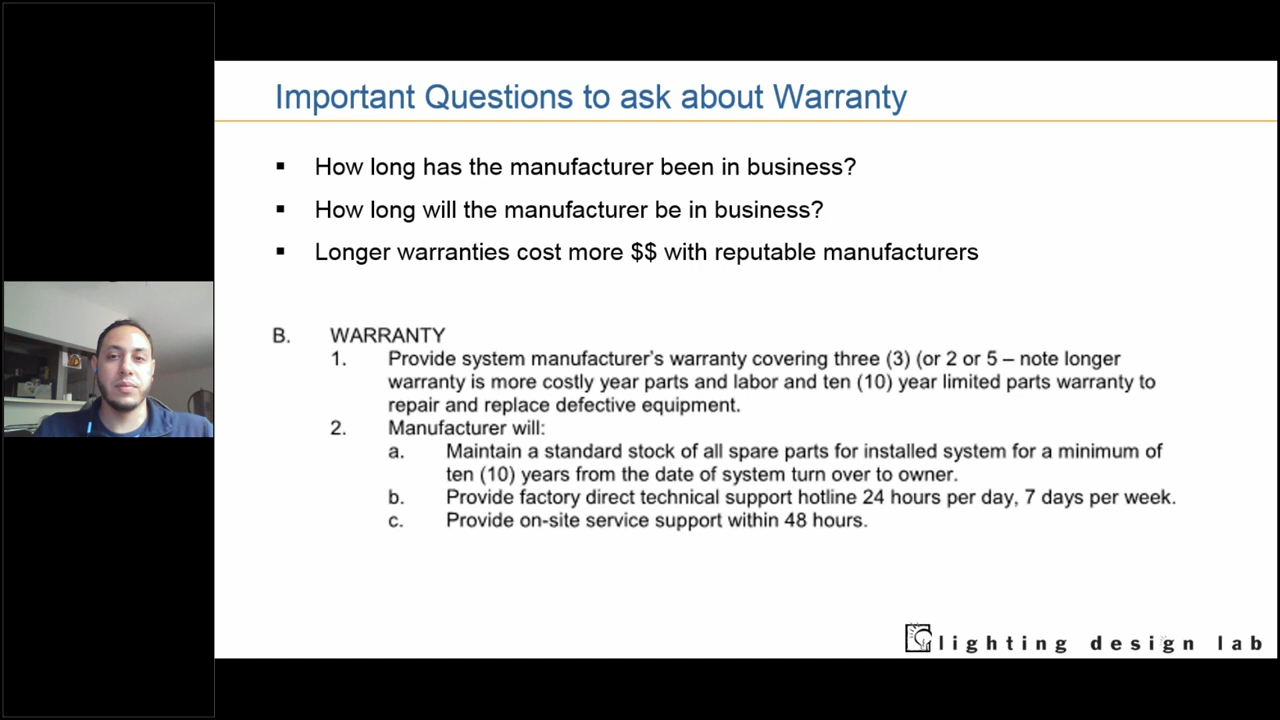 Important Questions to ask about Warranty
▪ How long has the manufacturer been in business?
▪ How long will the manufacturer be in business?
▪ Longer warranties cost more $$ with reputable manufacturers
B. WARRANTY
1. Provide system manufacturer's warranty covering three (3) (or 2 or 5 – note longer
warranty is more costly year parts and labor and ten (10) year limited parts warranty to
repair and replace defective equipment.
2. Manufacturer will:
a. Maintain a standard stock of all spare parts for installed system for a minimum of
ten (10) years from the date of system turn over to owner.
b. Provide factory direct technical support hotline 24 hours per day, 7 days per week.
c. Provide on-site service support within 48 hours.
lighting design lab